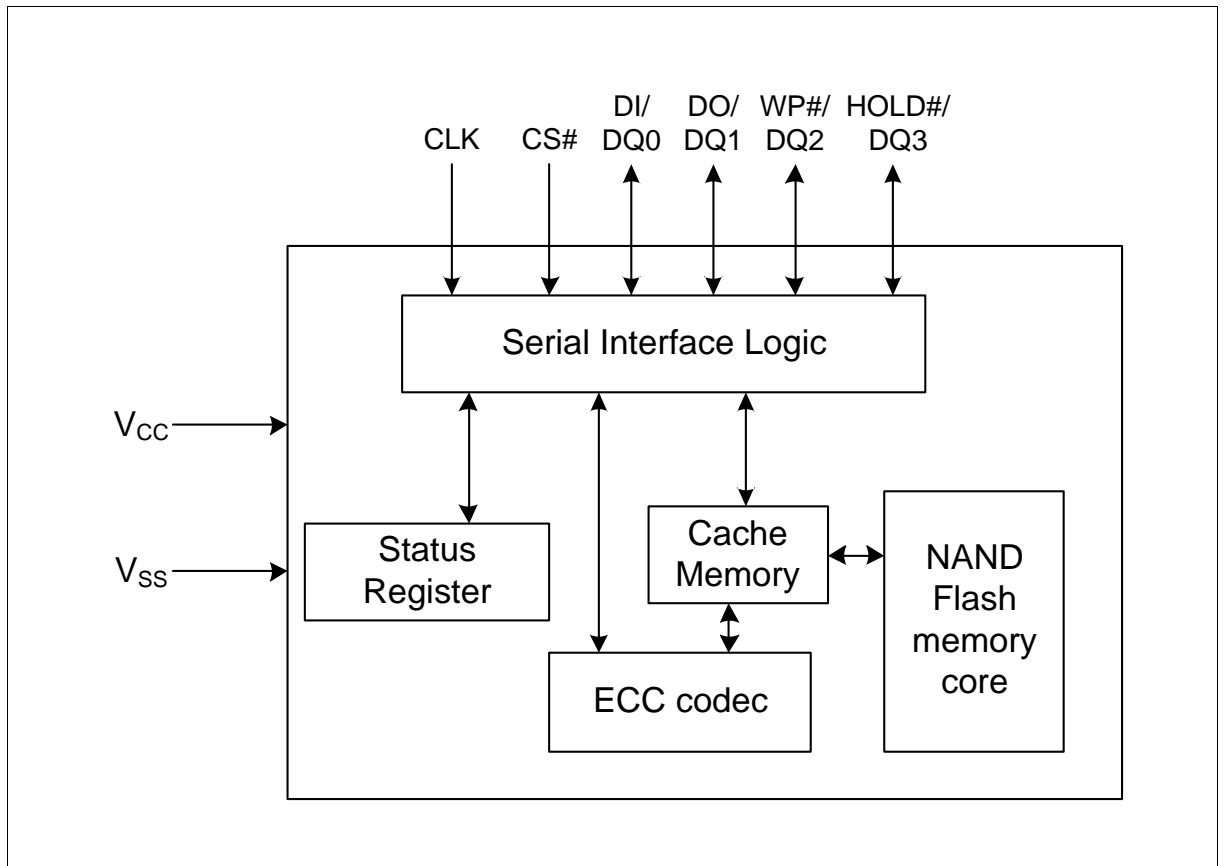 CLK
CS#
DI/
DQ0
DO/
DQ1
WP#/
DQ2
HOLD#/
DQ3
Serial Interface Logic
VCC
VSS
Status
Register
Cache
Memory
NAND
Flash
memory
core
ECC codec